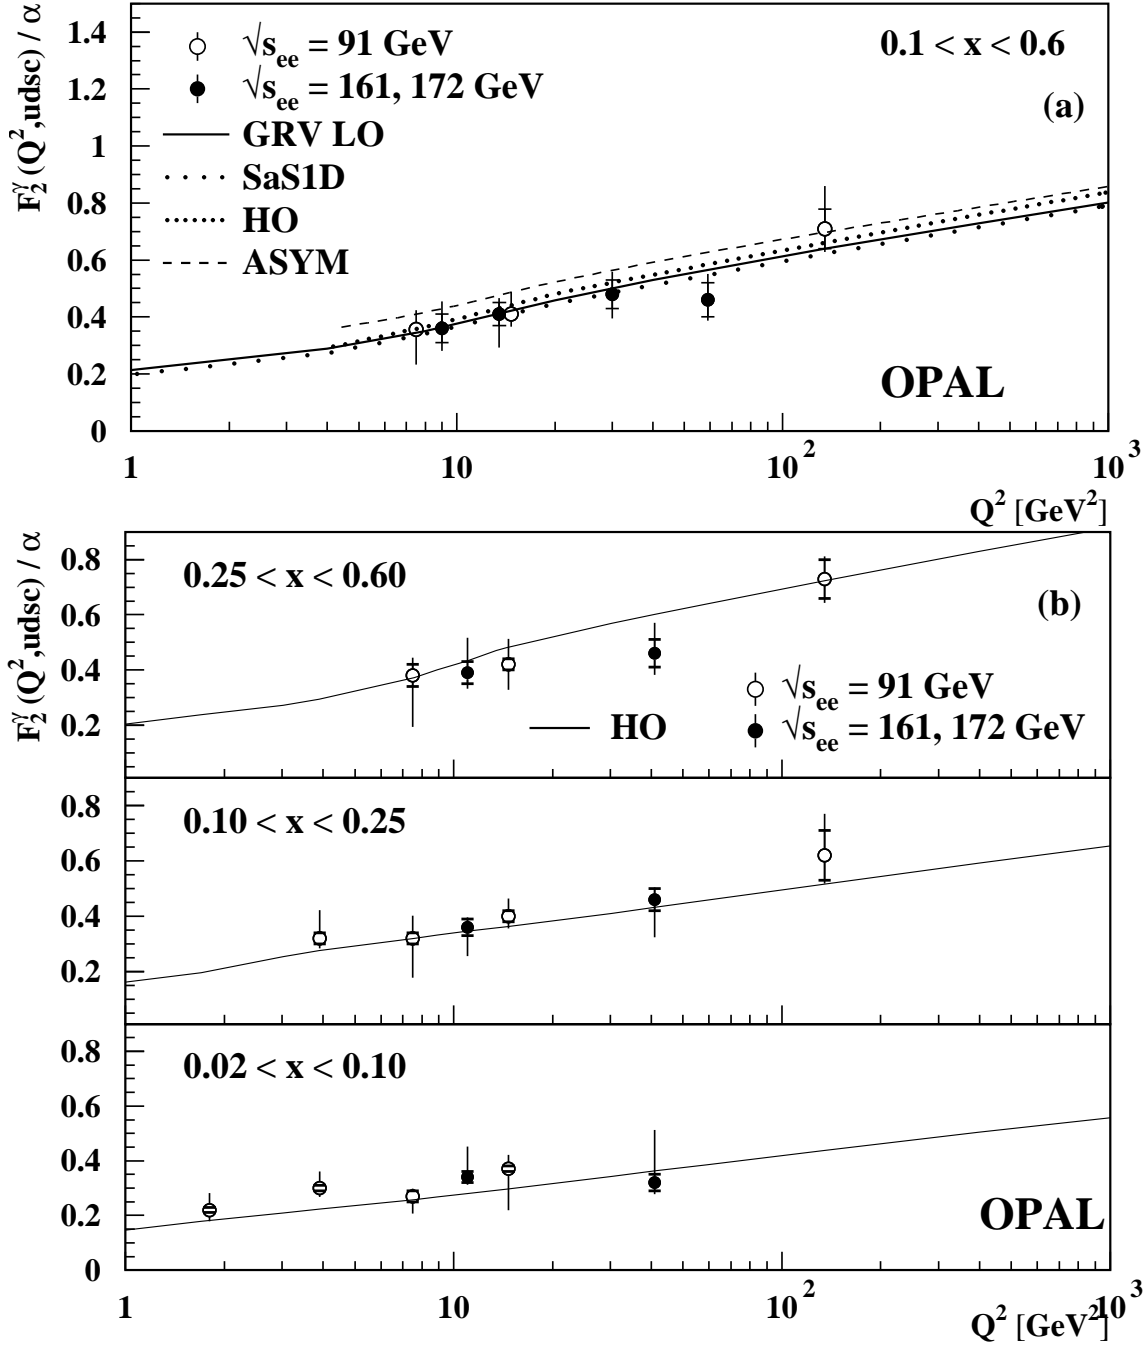 F₂^γ (Q²,udsc) / α
1.4
1.2
1
0.8
0.6
0.4
0.2
0
√s_ee = 91 GeV
√s_ee = 161, 172 GeV
GRV LO
SaS1D
HO
ASYM
0.1 < x < 0.6
(a)
OPAL
1 10 10² 10³
Q² [GeV²]
F₂^γ (Q²,udsc) / α
0.8
0.6
0.4
0.2
0.25 < x < 0.60
(b)
HO
√s_ee = 91 GeV
√s_ee = 161, 172 GeV
0.8
0.6
0.4
0.2
0.10 < x < 0.25
0.8
0.6
0.4
0.2
0
0.02 < x < 0.10
OPAL
1 10 10² 10³
Q² [GeV²]